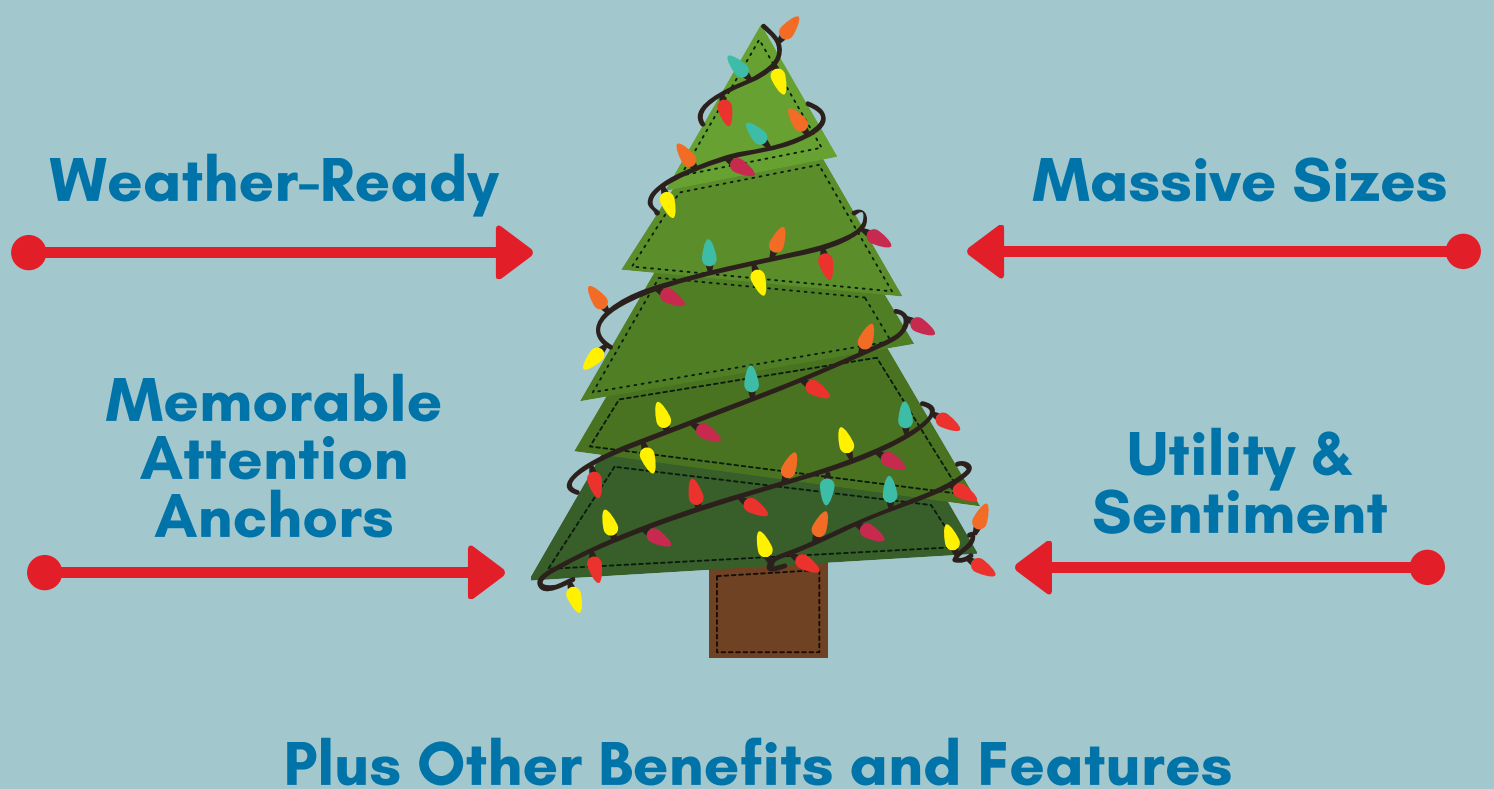 Weather-Ready
Massive Sizes
Memorable
Attention
Anchors
Utility &
Sentiment
Plus Other Benefits and Features